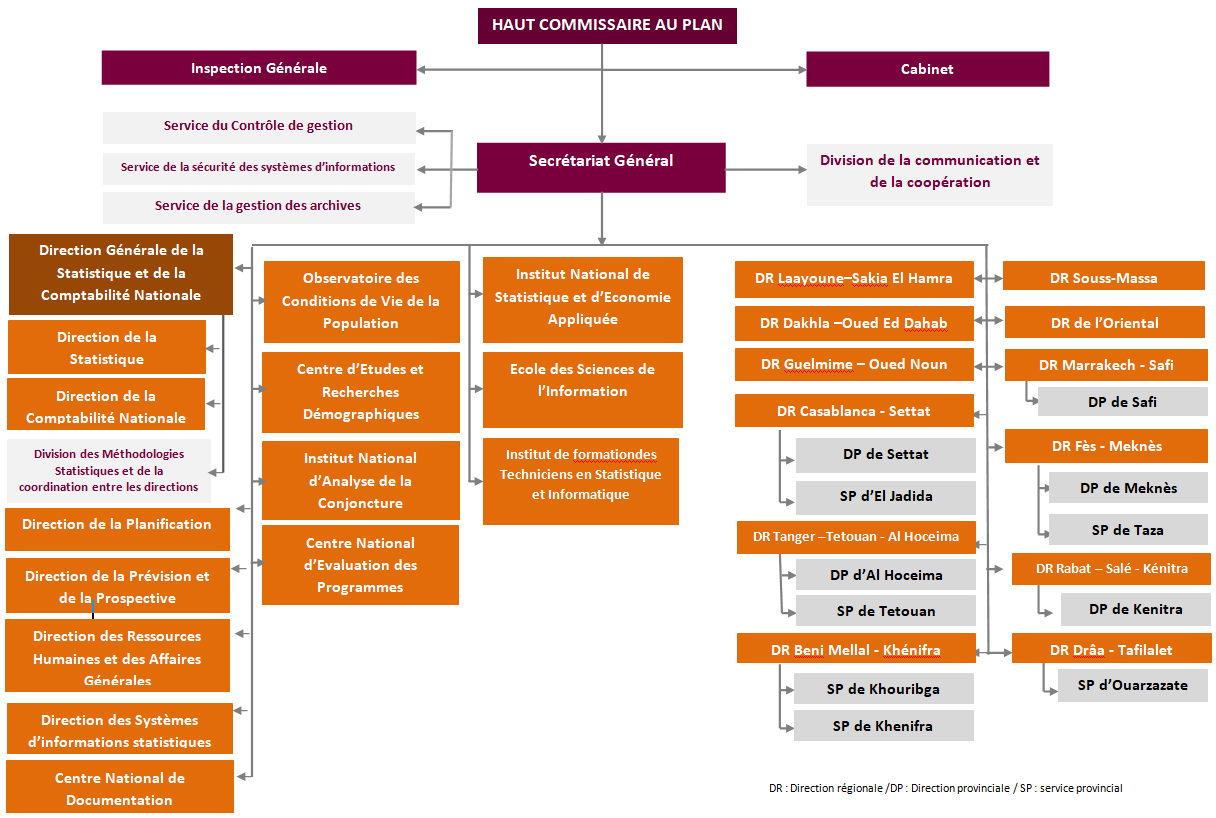 HAUT COMMISSAIRE AU PLAN
Inspection Générale
Cabinet
Service du Contrôle de gestion
Service de la sécurité des systèmes d’informations
Service de la gestion des archives
Secrétariat Général
Division de la communication et
de la coopération
Direction Générale de la
Statistique et de la
Comptabilité Nationale
Direction de la
Statistique
Direction de la
Comptabilité Nationale
Division des Méthodologies
Statistiques et de la
coordination entre les directions
Direction de la Planification
Direction de la Prévision et
de la Prospective
Direction des Ressources
Humaines et des Affaires
Générales
Direction des Systèmes
d’informations statistiques
Centre National de
Documentation
Observatoire des
Conditions de Vie de la
Population
Centre d’Etudes et
Recherches
Démographiques
Institut National
d’Analyse de la
Conjoncture
Centre National
d’Evaluation des
Programmes
Institut National de
Statistique et d’Economie
Appliquée
Ecole des Sciences de
l’Information
Institut de formationdes
Techniciens en Statistique
et Informatique
DR Laayoune–Sakia El Hamra
DR Dakhla –Oued Ed Dahab
DR Guelmime – Oued Noun
DR Casablanca - Settat
DP de Settat
SP d’El Jadida
DR Tanger –Tetouan - Al Hoceima
DP d’Al Hoceima
SP de Tetouan
DR Beni Mellal - Khénifra
SP de Khouribga
SP de Khenifra
DR Souss-Massa
DR de l’Oriental
DR Marrakech - Safi
DP de Safi
DR Fès - Meknès
DP de Meknès
SP de Taza
DR Rabat – Salé - Kénitra
DP de Kenitra
DR Drâa - Tafilalet
SP d’Ouarzazate
DR : Direction régionale /DP : Direction provinciale / SP : service provincial